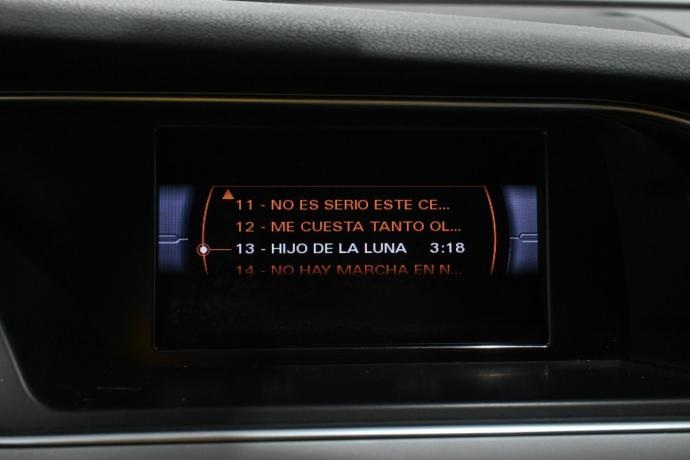 11 - NO ES SERIO ESTE CE...
12 - ME CUESTA TANTO OL...
13 - HIJO DE LA LUNA 3:18
14 - NO HAY MARCHA EN N...